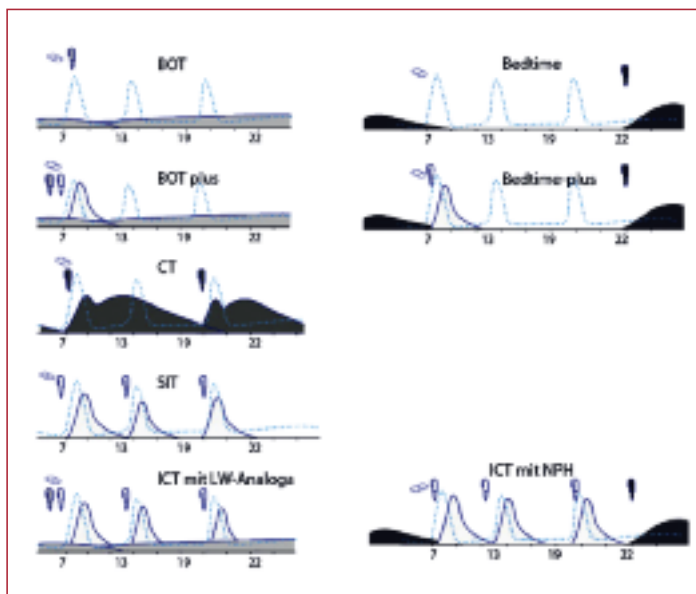 BOT
7 13 19 22
BOT plus
7 13 19 22
CT
7 13 19 22
SIT
7 13 19 22
ICT mit LW-Analoga
7 13 19 22
Bedtime
7 13 19 22
Bedtime-plus
7 13 19 22
ICT mit NPH
7 13 19 22